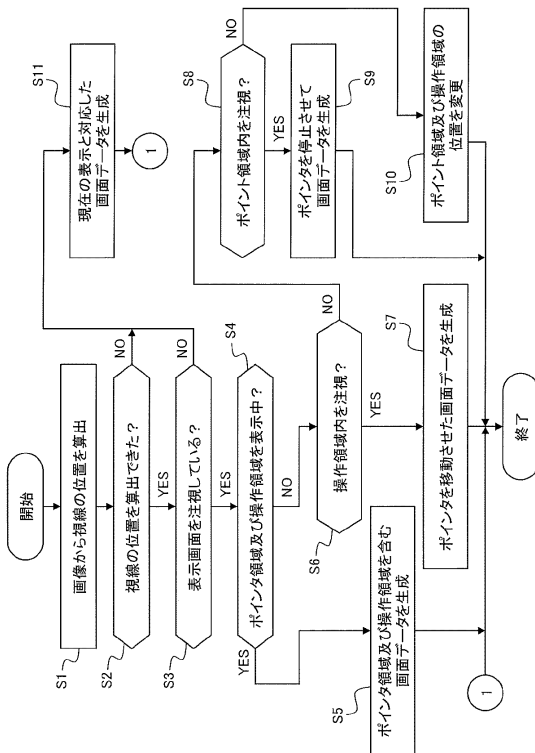 開始
S1
画像から視線の位置を算出
S2
視線の位置を算出できた？
NO
YES
S3
表示画面を注視している？
NO
YES
S4
ポインタ領域及び操作領域を表示中？
YES
NO
S5
ポインタ領域及び操作領域を含む
画面データを生成
S6
操作領域内を注視？
NO
YES
S7
ポインタを移動させた画面データを生成
S8
ポイント領域内を注視？
NO
YES
S9
ポインタを停止させて
画面データを生成
S10
ポイント領域及び操作領域の
位置を変更
S11
現在の表示と対応した
画面データを生成
1
1
終了